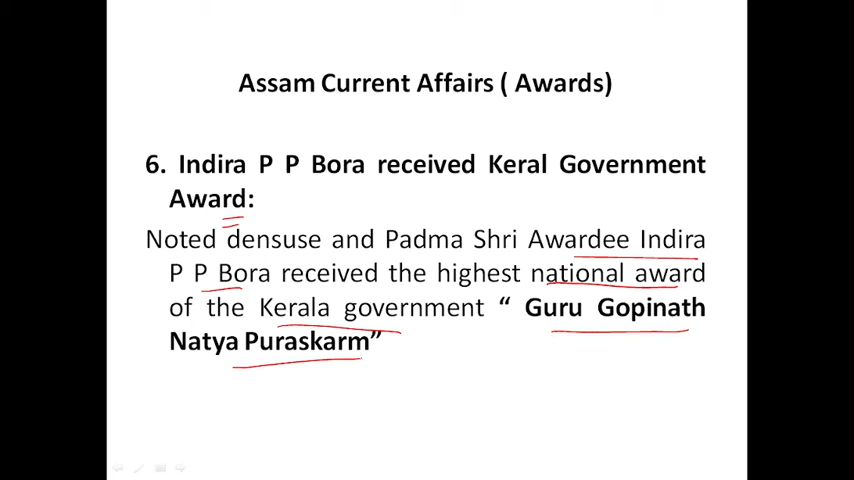 Assam Current Affairs ( Awards)
6. Indira P P Bora received Keral Government
Award:
Noted densuse and Padma Shri Awardee Indira
P P Bora received the highest national award
of the Kerala government “ Guru Gopinath
Natya Puraskarm”